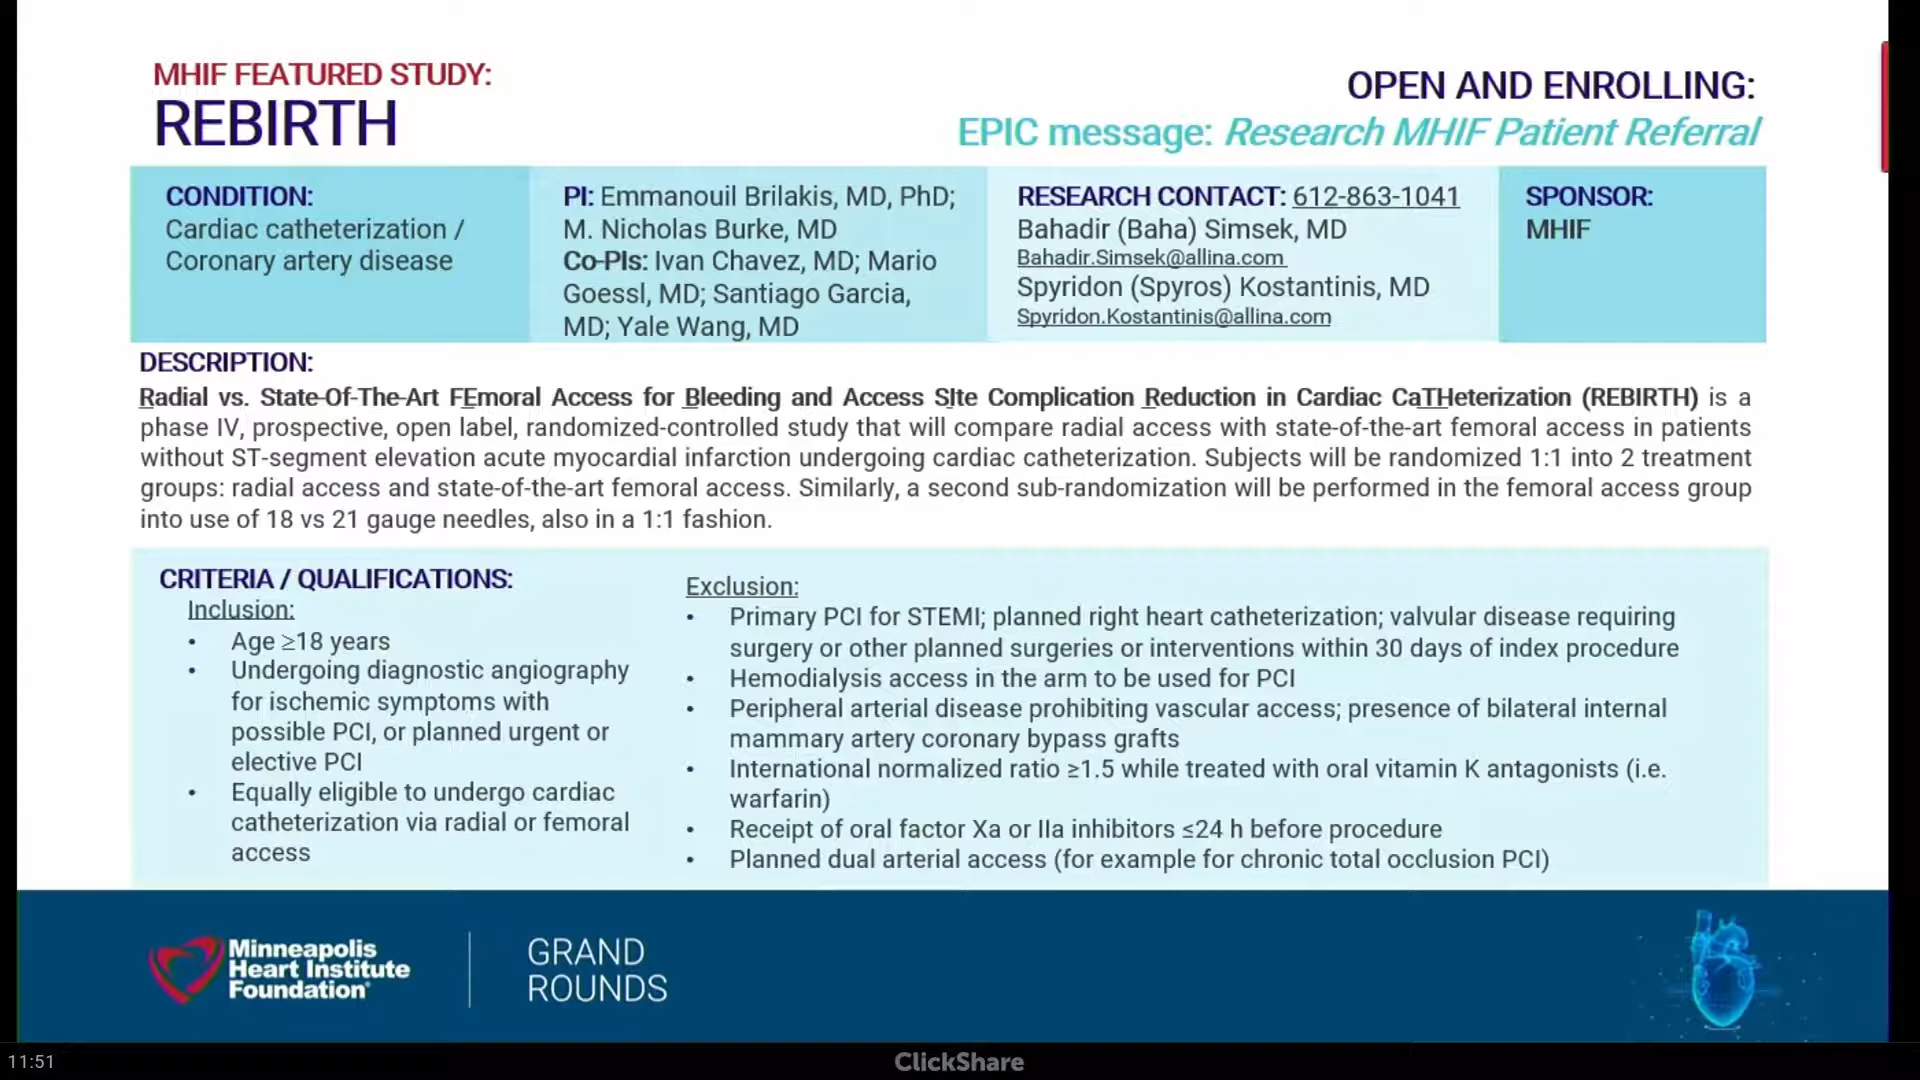 MHIF FEATURED STUDY:
REBIRTH
OPEN AND ENROLLING:
EPIC message: Research MHIF Patient Referral
CONDITION:
Cardiac catheterization /
Coronary artery disease
PI: Emmanouil Brilakis, MD, PhD;
M. Nicholas Burke, MD
Co-PIs: Ivan Chavez, MD; Mario
Goessl, MD; Santiago Garcia,
MD; Yale Wang, MD
RESEARCH CONTACT: 612-863-1041
Bahadir (Baha) Simsek, MD
Bahadir.Simsek@allina.com
Spyridon (Spyros) Kostantinis, MD
Spyridon.Kostantinis@allina.com
SPONSOR:
MHIF
DESCRIPTION:
Radial vs. State-Of-The-Art FEmoral Access for Bleeding and Access SIte Complication Reduction in Cardiac CaTHeterization (REBIRTH) is a
phase IV, prospective, open label, randomized-controlled study that will compare radial access with state-of-the-art femoral access in patients
without ST-segment elevation acute myocardial infarction undergoing cardiac catheterization. Subjects will be randomized 1:1 into 2 treatment
groups: radial access and state-of-the-art femoral access. Similarly, a second sub-randomization will be performed in the femoral access group
into use of 18 vs 21 gauge needles, also in a 1:1 fashion.
CRITERIA / QUALIFICATIONS:
Inclusion:
• Age ≥18 years
• Undergoing diagnostic angiography
for ischemic symptoms with
possible PCI, or planned urgent or
elective PCI
• Equally eligible to undergo cardiac
catheterization via radial or femoral
access
Exclusion:
• Primary PCI for STEMI; planned right heart catheterization; valvular disease requiring
surgery or other planned surgeries or interventions within 30 days of index procedure
• Hemodialysis access in the arm to be used for PCI
• Peripheral arterial disease prohibiting vascular access; presence of bilateral internal
mammary artery coronary bypass grafts
• International normalized ratio ≥1.5 while treated with oral vitamin K antagonists (i.e.
warfarin)
• Receipt of oral factor Xa or IIa inhibitors ≤24 h before procedure
• Planned dual arterial access (for example for chronic total occlusion PCI)
Minneapolis
Heart Institute
Foundation
GRAND
ROUNDS
11:51
ClickShare